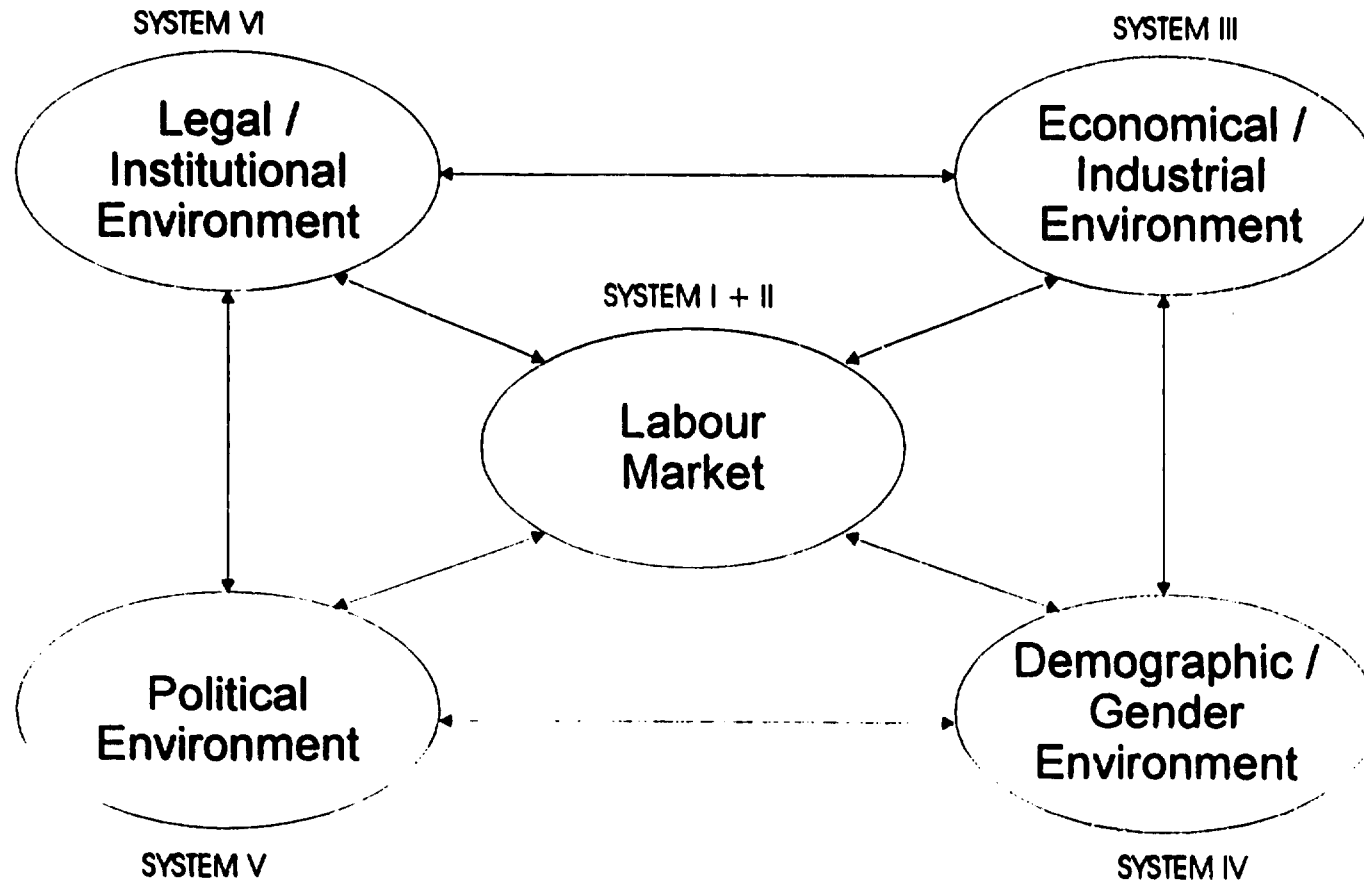 SYSTEM VI
Legal /
Institutional
Environment
SYSTEM III
Economical /
Industrial
Environment
SYSTEM I + II
Labour
Market
Political
Environment
SYSTEM V
Demographic /
Gender
Environment
SYSTEM IV